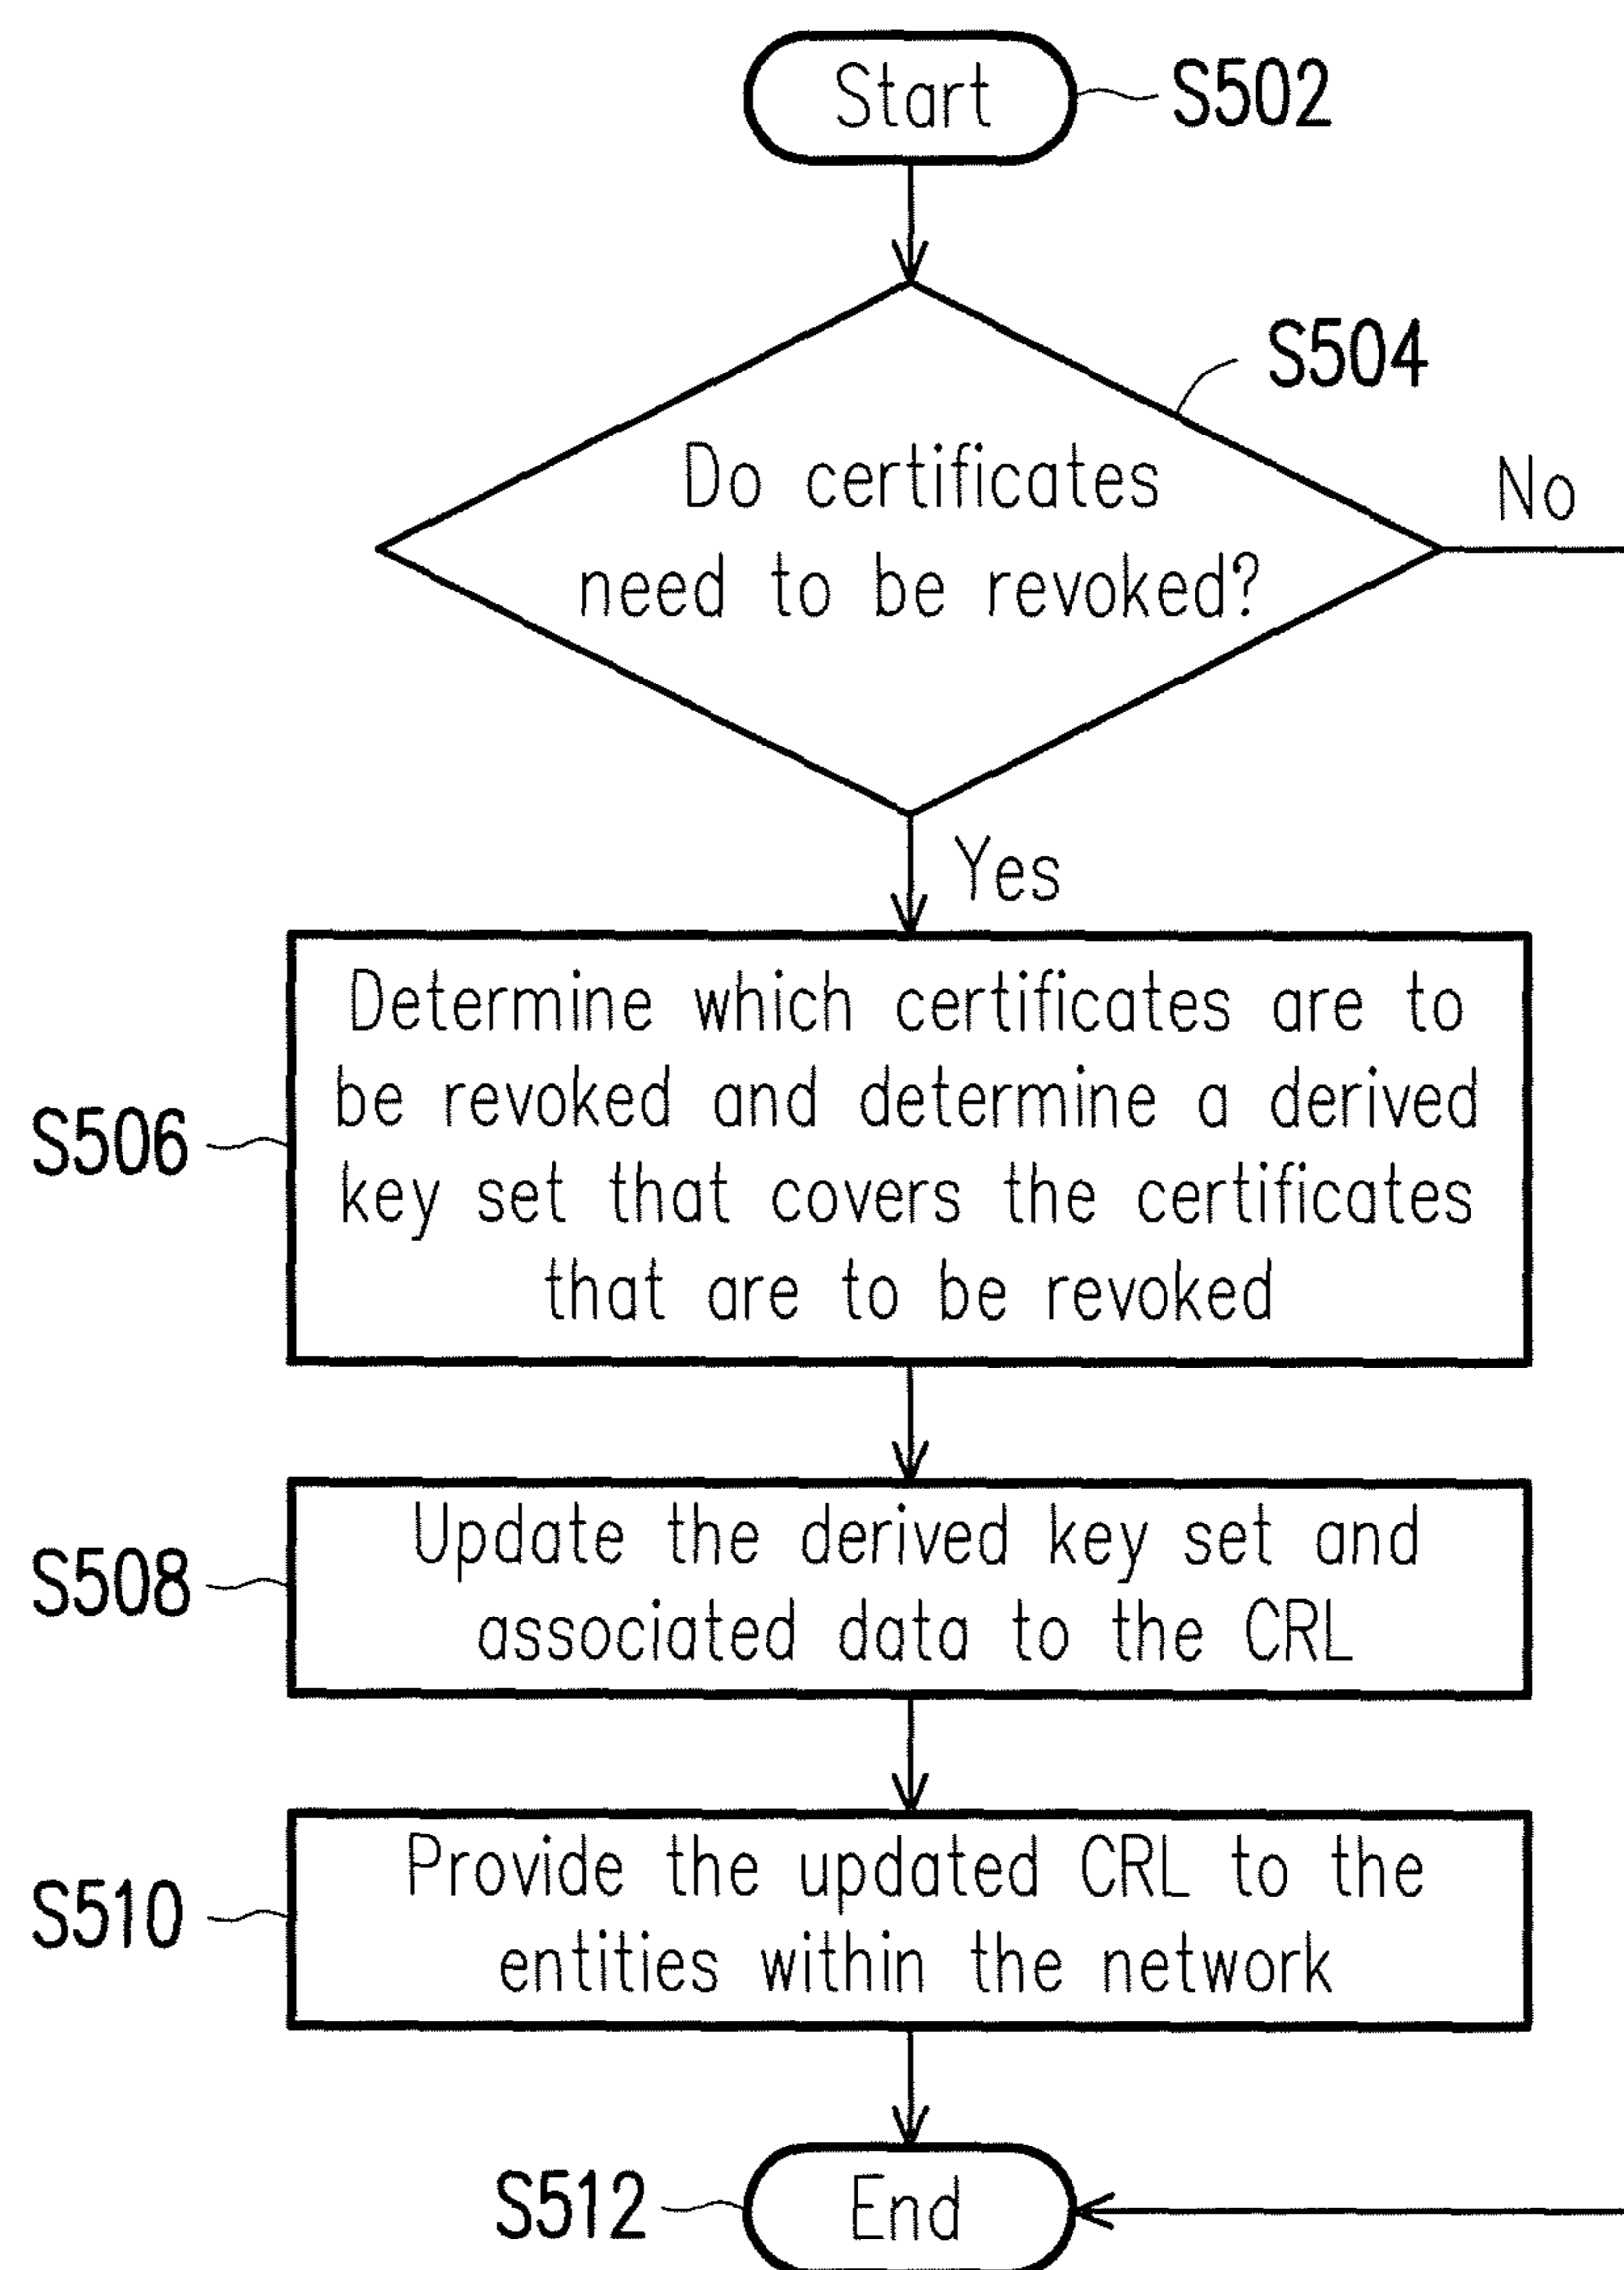 Start
S502
S504
Do certificates
need to be revoked?
No
Yes
Determine which certificates are to
be revoked and determine a derived
key set that covers the certificates
that are to be revoked
S506
Update the derived key set and
associated data to the CRL
S508
Provide the updated CRL to the
entities within the network
S510
S512
End